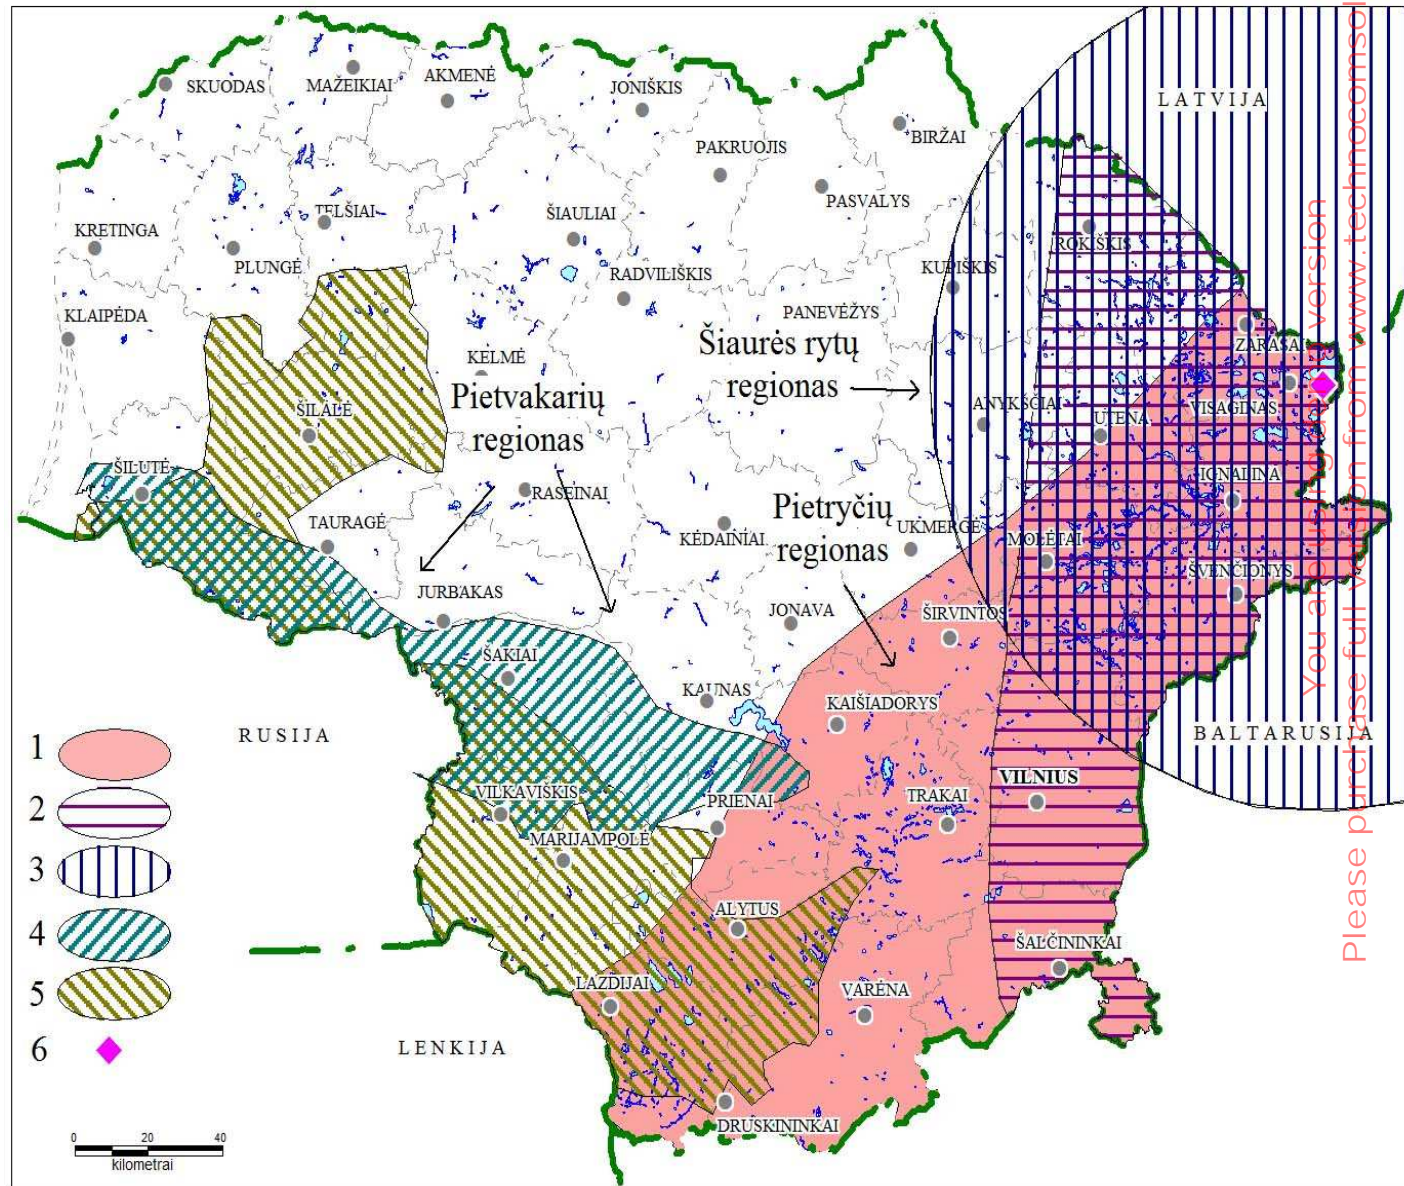 SKUODAS
MAŽEIKIAI
AKMENĖ
JONIŠKIS
LATVIJA
BIRŽAI
PAKRUOJIS
PASVALYS
TELŠIAI
ŠIAULIAI
KRETINGA
ROKIŠKIS
PLUNGĖ
RADVILIŠKIS
KUPIŠKIS
KLAIPĖDA
PANEVĖŽYS
Šiaurės rytų
regionas
ZARASAI
KELMĖ
Pietvakarių
regionas
ŠILALĖ
ANYKŠČIAI
UTENA
VISAGINAS
ŠILUTĖ
RASEINAI
IGNALINA
Pietryčių
regionas
TAURAGĖ
KĖDAINIAI
UKMERGĖ
MOLĖTAI
ŠVENČIONYS
JURBAKAS
JONAVA
ŠIRVINTOS
ŠAKIAI
KAUNAS
KAIŠIADORYS
RUSIJA
BALTARUSIJA
VILKAVIŠKIS
PRIENAI
TRAKAI
VILNIUS
MARIJAMPOLĖ
ALYTUS
ŠALČININKAI
LAZDIJAI
VARĖNA
LENKIJA
DRUSKININKAI
1
2
3
4
5
6
0 20 40
kilometrai
You are using demo version
Please purchase full version from www.technocomsol